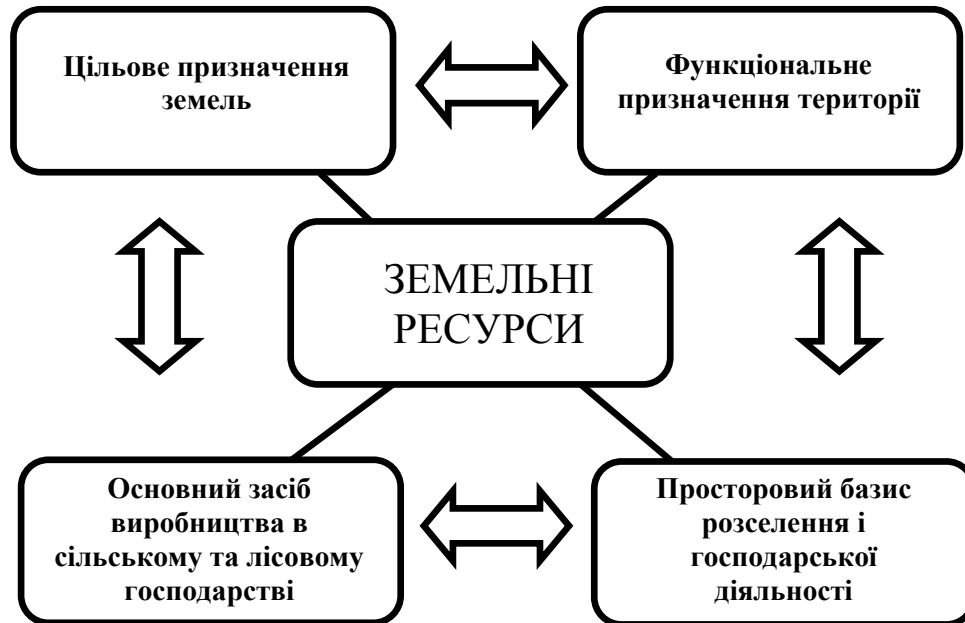 Цільове призначення
земель
Функціональне
призначення території
ЗЕМЕЛЬНІ
РЕСУРСИ
Основний засіб
виробництва в
сільському та лісовому
господарстві
Просторовий базис
розселення і
господарської
діяльності